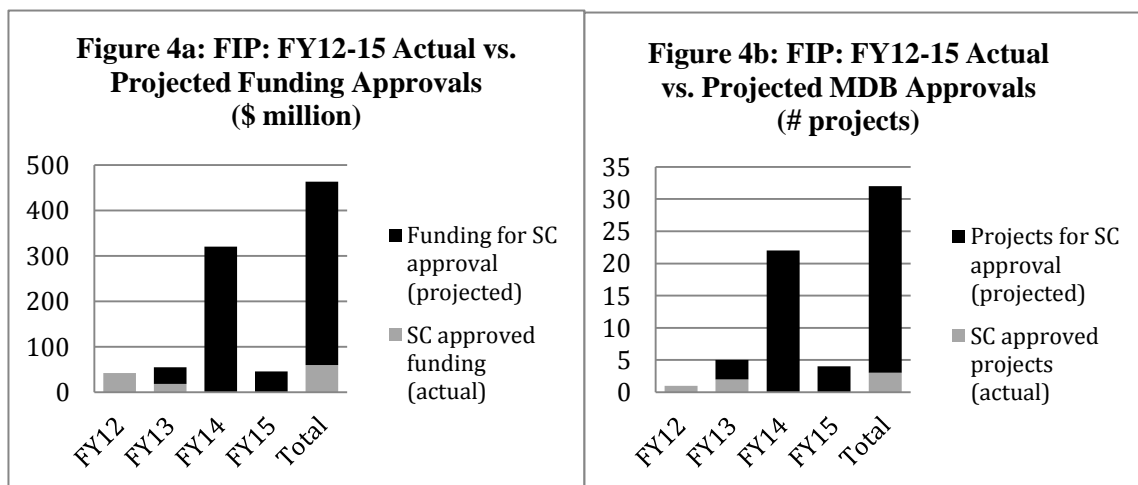 Figure 4a: FIP: FY12-15 Actual vs.
Projected Funding Approvals
($ million)
500
400
300
200
100
0
FY12
FY13
FY14
FY15
Total
Funding for SC
approval
(projected)
SC approved
funding
(actual)
Figure 4b: FIP: FY12-15 Actual
vs. Projected MDB Approvals
(# projects)
35
30
25
20
15
10
5
0
FY12
FY13
FY14
FY15
Total
Projects for SC
approval
(projected)
SC approved
projects
(actual)